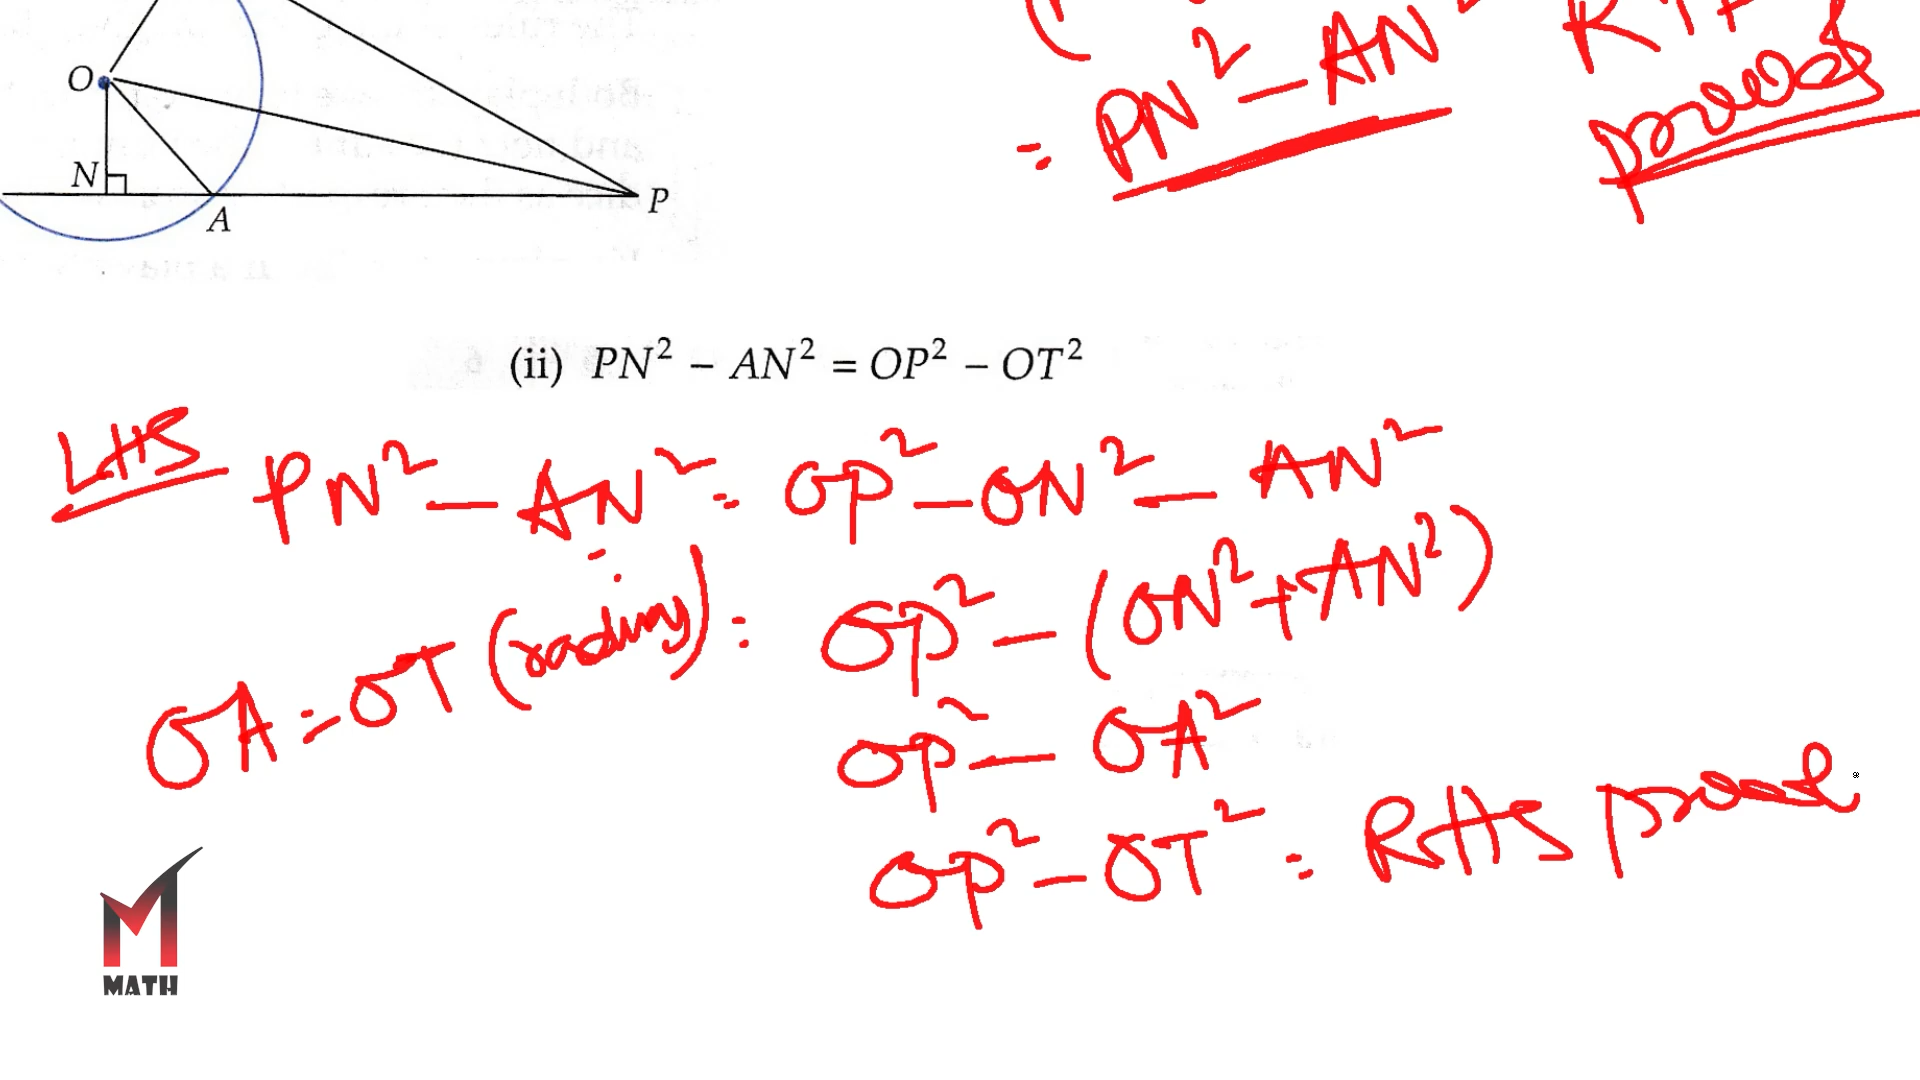 O
N
A
P
= PN² – AN²
proved
(ii) PN² – AN² = OP² – OT²
LHS PN² – AN² = OP² – ON² – AN²
= OP² – (ON² + AN²)
OA = OT (radius)
OP² – OA²
OP² – OT² = RHS proved
MATH